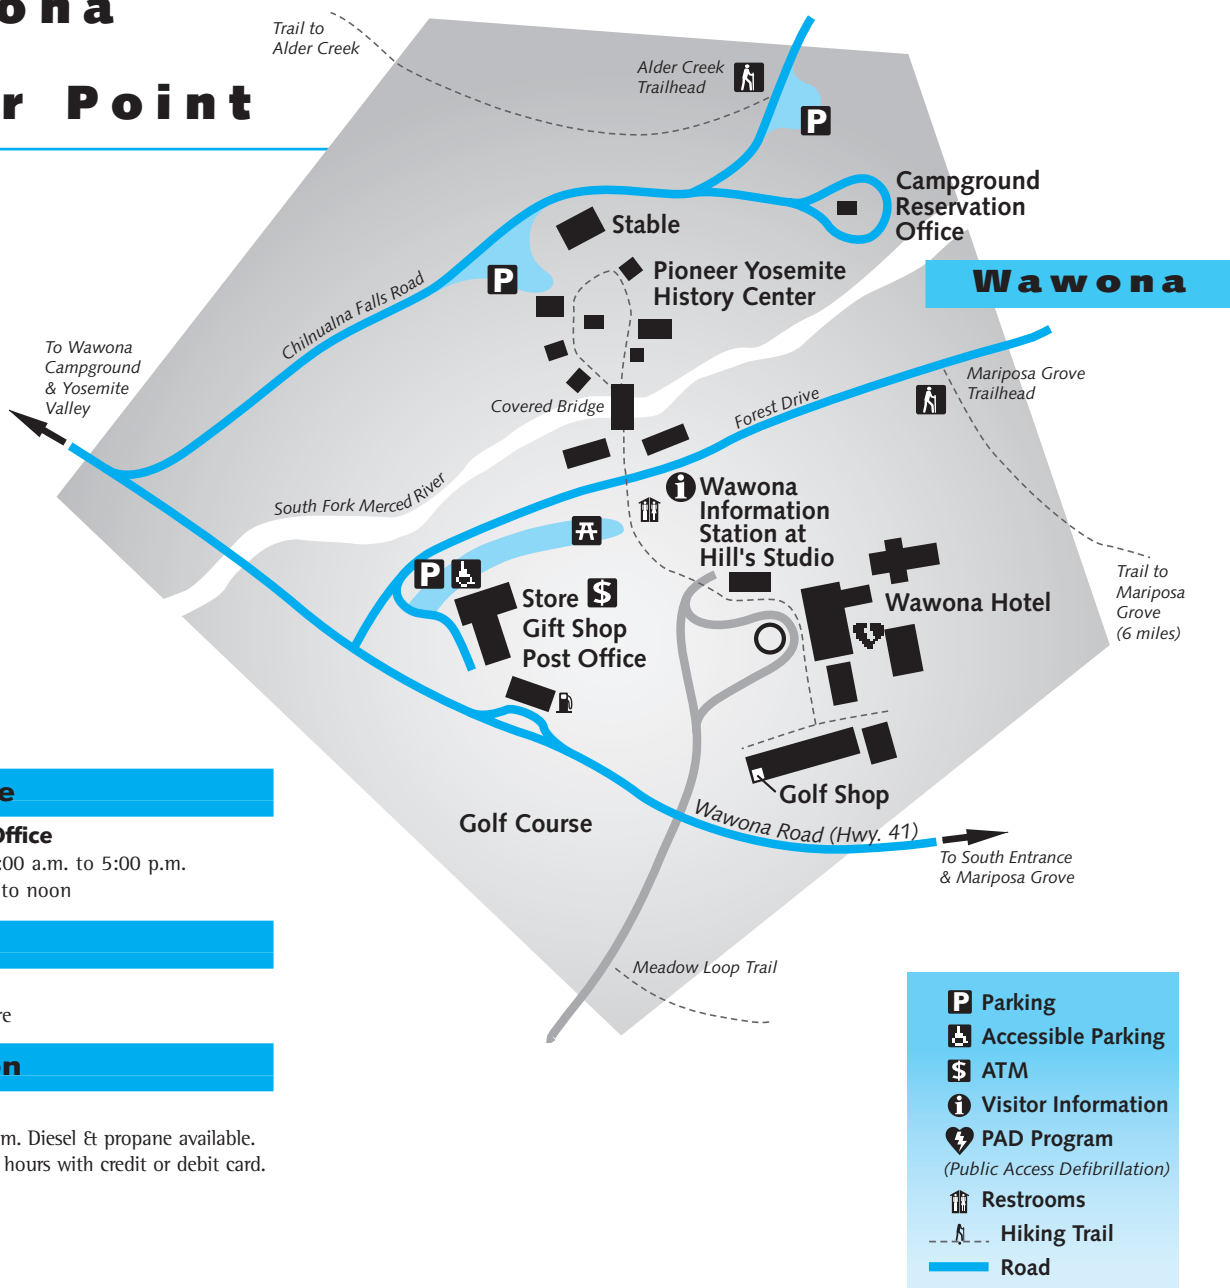 ona
r Point
Trail to
Alder Creek
Alder Creek
Trailhead
P
Campground
Reservation
Office
Stable
Pioneer Yosemite
History Center
P
Wawona
Chilnualna Falls Road
To Wawona
Campground
& Yosemite
Valley
Covered Bridge
Forest Drive
Mariposa Grove
Trailhead
South Fork Merced River
i Wawona
Information
Station at
Hill's Studio
P
Store $
Gift Shop
Post Office
Wawona Hotel
Trail to
Mariposa
Grove
(6 miles)
Golf Shop
Golf Course
Wawona Road (Hwy. 41)
To South Entrance
& Mariposa Grove
Meadow Loop Trail
e
Office
:00 a.m. to 5:00 p.m.
to noon
re
on
m. Diesel & propane available.
hours with credit or debit card.
P Parking
Accessible Parking
$ ATM
i Visitor Information
PAD Program
(Public Access Defibrillation)
Restrooms
Hiking Trail
Road